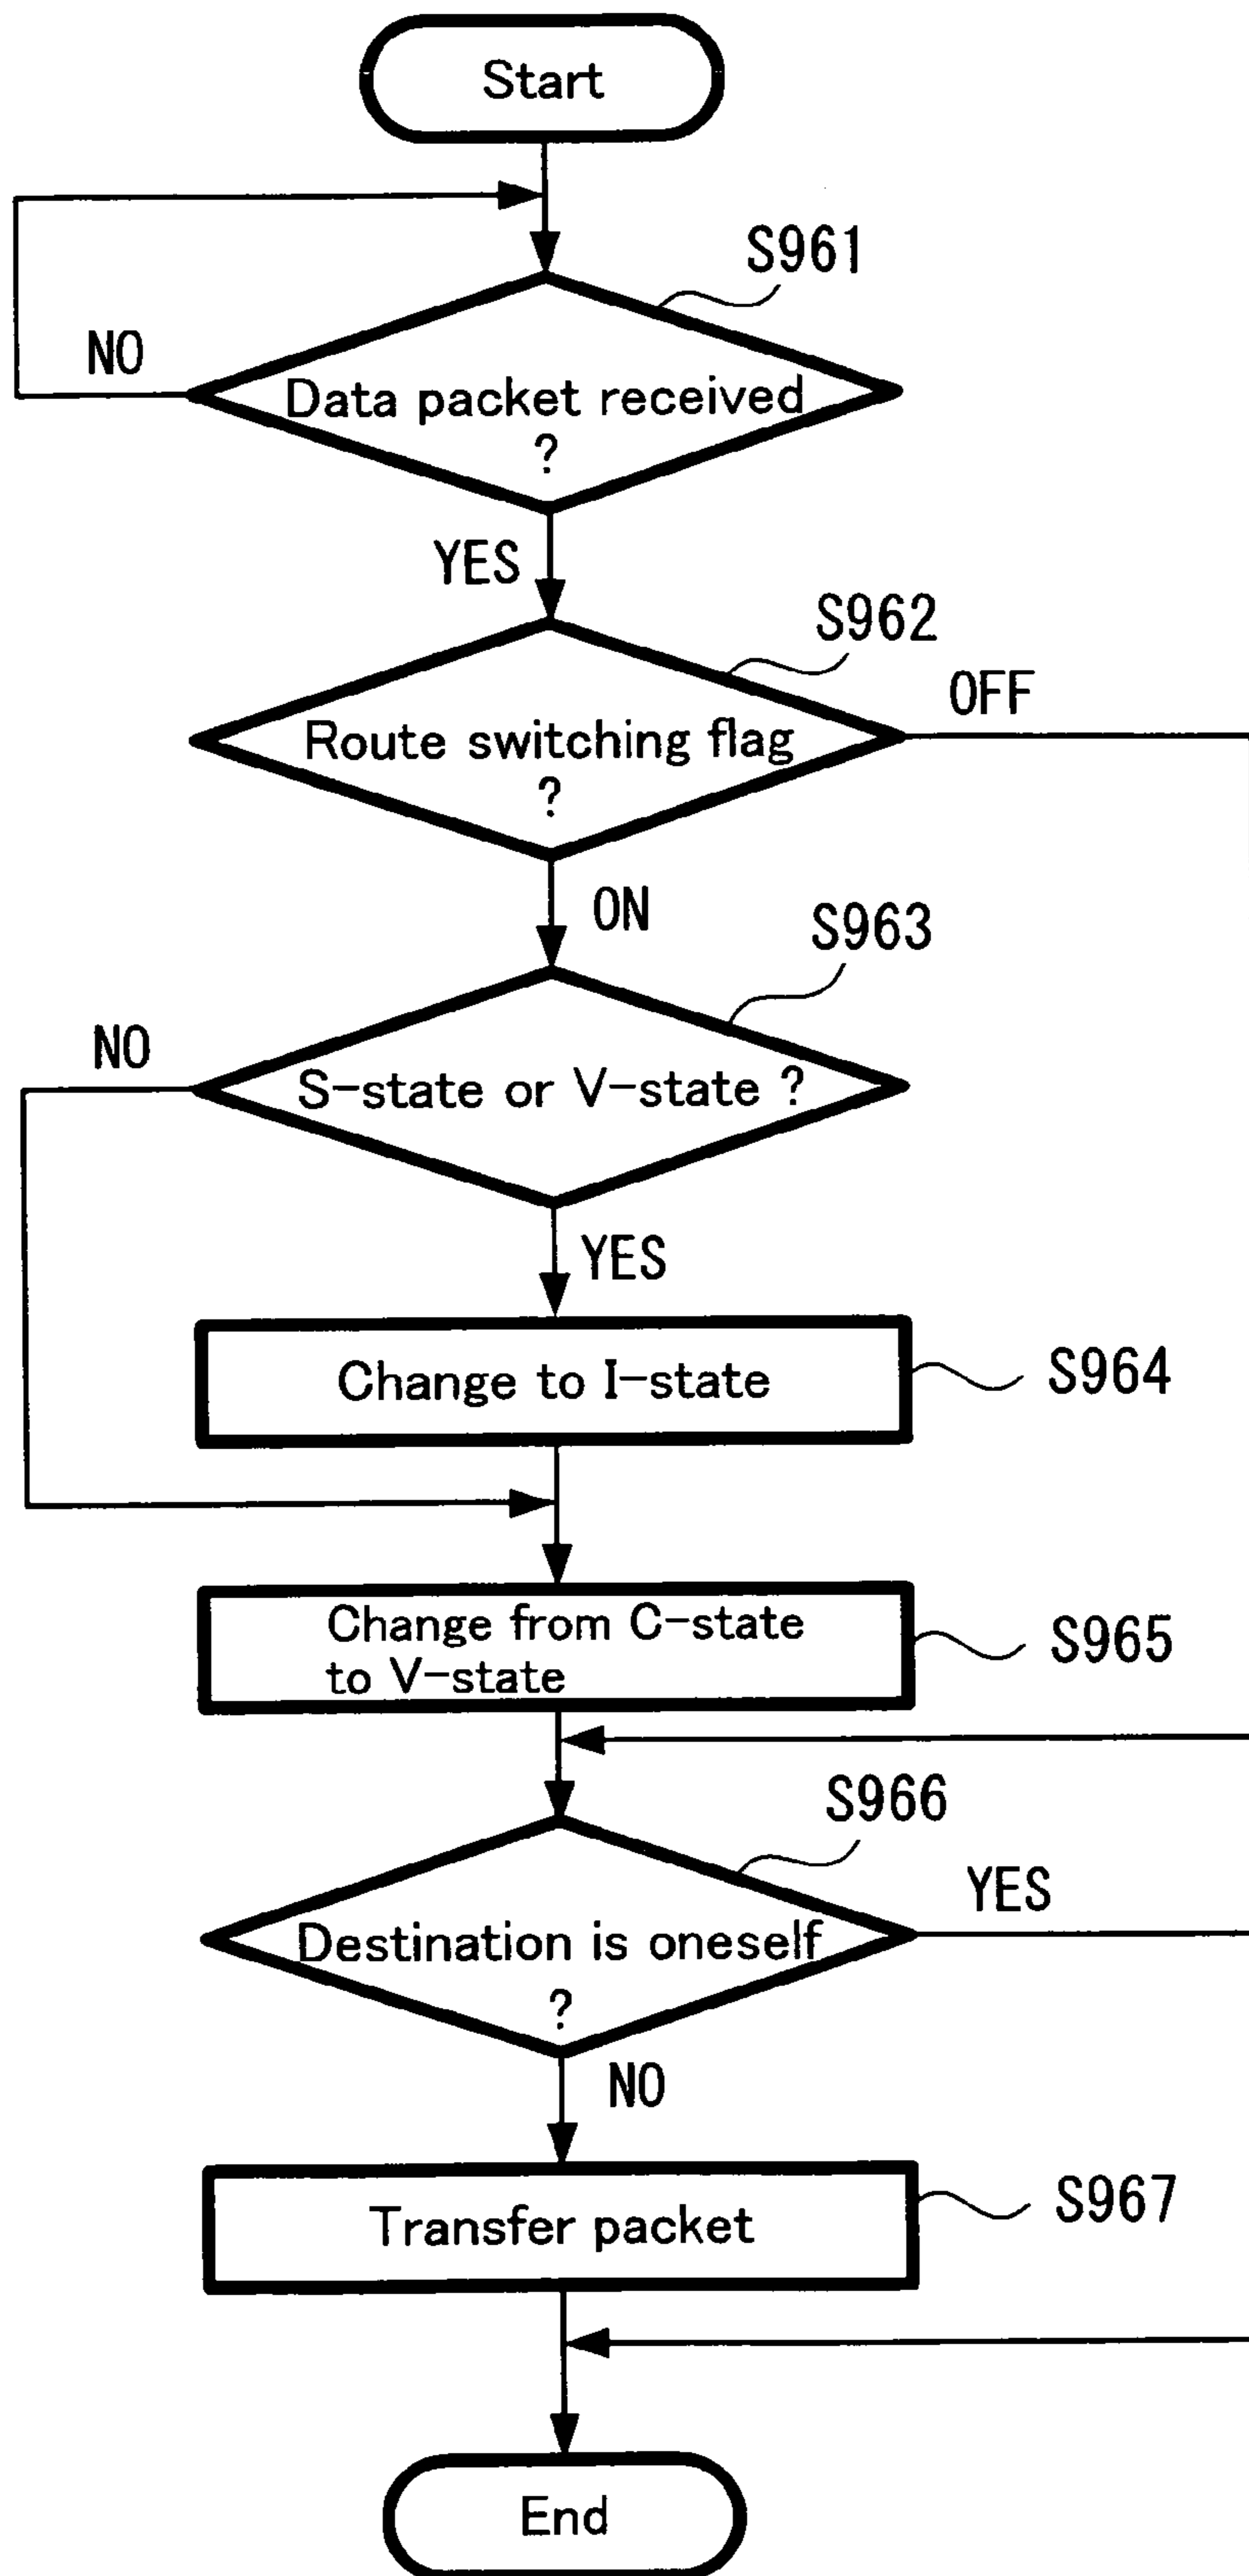 Start
S961
NO
Data packet received
?
YES
S962
OFF
Route switching flag
?
ON
S963
NO
S-state or V-state ?
YES
Change to I-state
S964
Change from C-state
to V-state
S965
S966
YES
Destination is oneself
?
NO
Transfer packet
S967
End